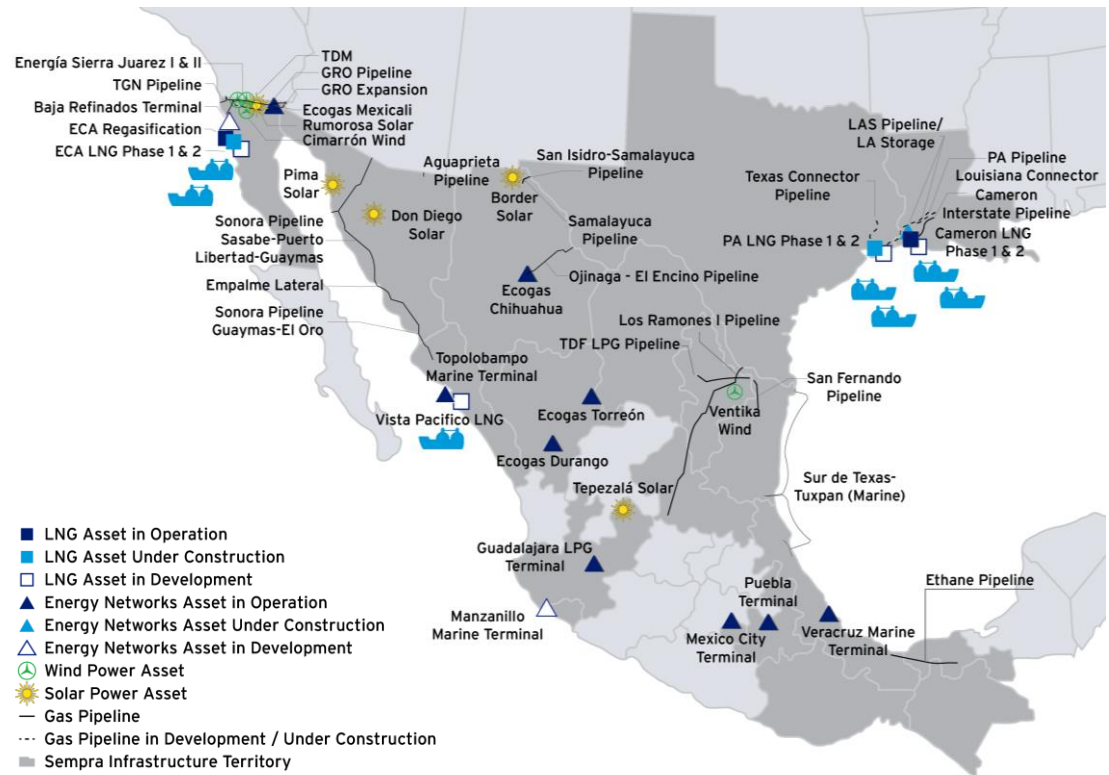 Energía Sierra Juarez I & II
TGN Pipeline
Baja Refinados Terminal
ECA Regasification
ECA LNG Phase 1 & 2
TDM
GRO Pipeline
GRO Expansion
Ecogas Mexicali
Rumorosa Solar
Cimarrón Wind
Pima
Solar
Aguaprieta
Pipeline
San Isidro-Samalayuca
Pipeline
Border
Solar
Don Diego
Solar
Samalayuca
Pipeline
Sonora Pipeline
Sasabe-Puerto
Libertad-Guaymas
Ojinaga - El Encino Pipeline
Ecogas
Chihuahua
Empalme Lateral
Sonora Pipeline
Guaymas-El Oro
LAS Pipeline/
LA Storage
PA Pipeline
Louisiana Connector
Texas Connector
Pipeline
Cameron
Interstate Pipeline
PA LNG Phase 1 & 2
Cameron LNG
Phase 1 & 2
Los Ramones I Pipeline
TDF LPG Pipeline
Topolobampo
Marine Terminal
San Fernando
Pipeline
Vista Pacifico LNG
Ecogas Torreón
Ventika
Wind
Ecogas Durango
Tepezalá Solar
Sur de Texas-
Tuxpan (Marine)
Guadalajara LPG
Terminal
Puebla
Terminal
Ethane Pipeline
Manzanillo
Marine Terminal
Mexico City
Terminal
Veracruz Marine
Terminal
LNG Asset in Operation
LNG Asset Under Construction
LNG Asset in Development
Energy Networks Asset in Operation
Energy Networks Asset Under Construction
Energy Networks Asset in Development
Wind Power Asset
Solar Power Asset
Gas Pipeline
Gas Pipeline in Development / Under Construction
Sempra Infrastructure Territory